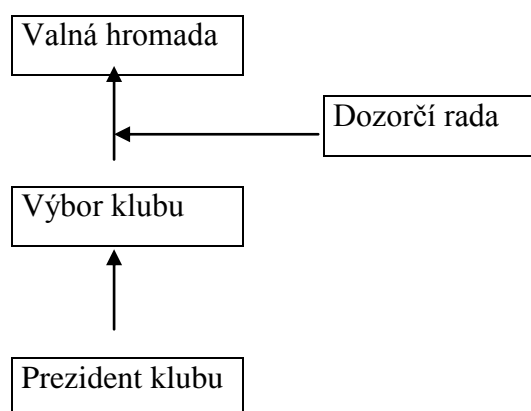 Valná hromada
Dozorčí rada
Výbor klubu
Prezident klubu